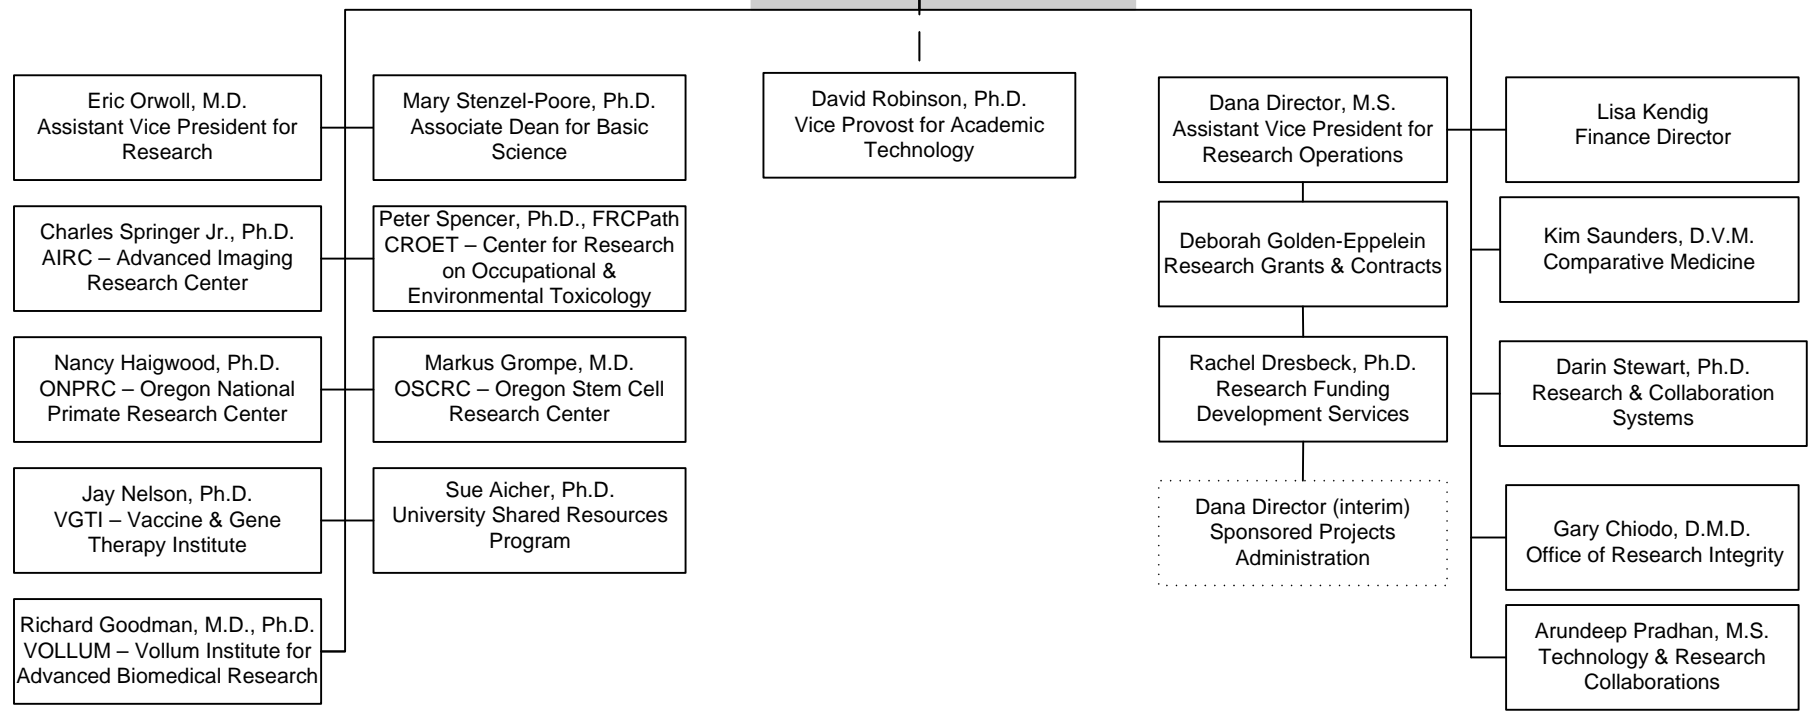 Eric Orwoll, M.D.
Assistant Vice President for
Research
Mary Stenzel-Poore, Ph.D.
Associate Dean for Basic
Science
David Robinson, Ph.D.
Vice Provost for Academic
Technology
Dana Director, M.S.
Assistant Vice President for
Research Operations
Lisa Kendig
Finance Director
Charles Springer Jr., Ph.D.
AIRC – Advanced Imaging
Research Center
Peter Spencer, Ph.D., FRCPath
CROET – Center for Research
on Occupational &
Environmental Toxicology
Deborah Golden-Eppelein
Research Grants & Contracts
Kim Saunders, D.V.M.
Comparative Medicine
Nancy Haigwood, Ph.D.
ONPRC – Oregon National
Primate Research Center
Markus Grompe, M.D.
OSCRC – Oregon Stem Cell
Research Center
Rachel Dresbeck, Ph.D.
Research Funding
Development Services
Darin Stewart, Ph.D.
Research & Collaboration
Systems
Jay Nelson, Ph.D.
VGTI – Vaccine & Gene
Therapy Institute
Sue Aicher, Ph.D.
University Shared Resources
Program
Dana Director (interim)
Sponsored Projects
Administration
Gary Chiodo, D.M.D.
Office of Research Integrity
Richard Goodman, M.D., Ph.D.
VOLLUM – Vollum Institute for
Advanced Biomedical Research
Arundeep Pradhan, M.S.
Technology & Research
Collaborations